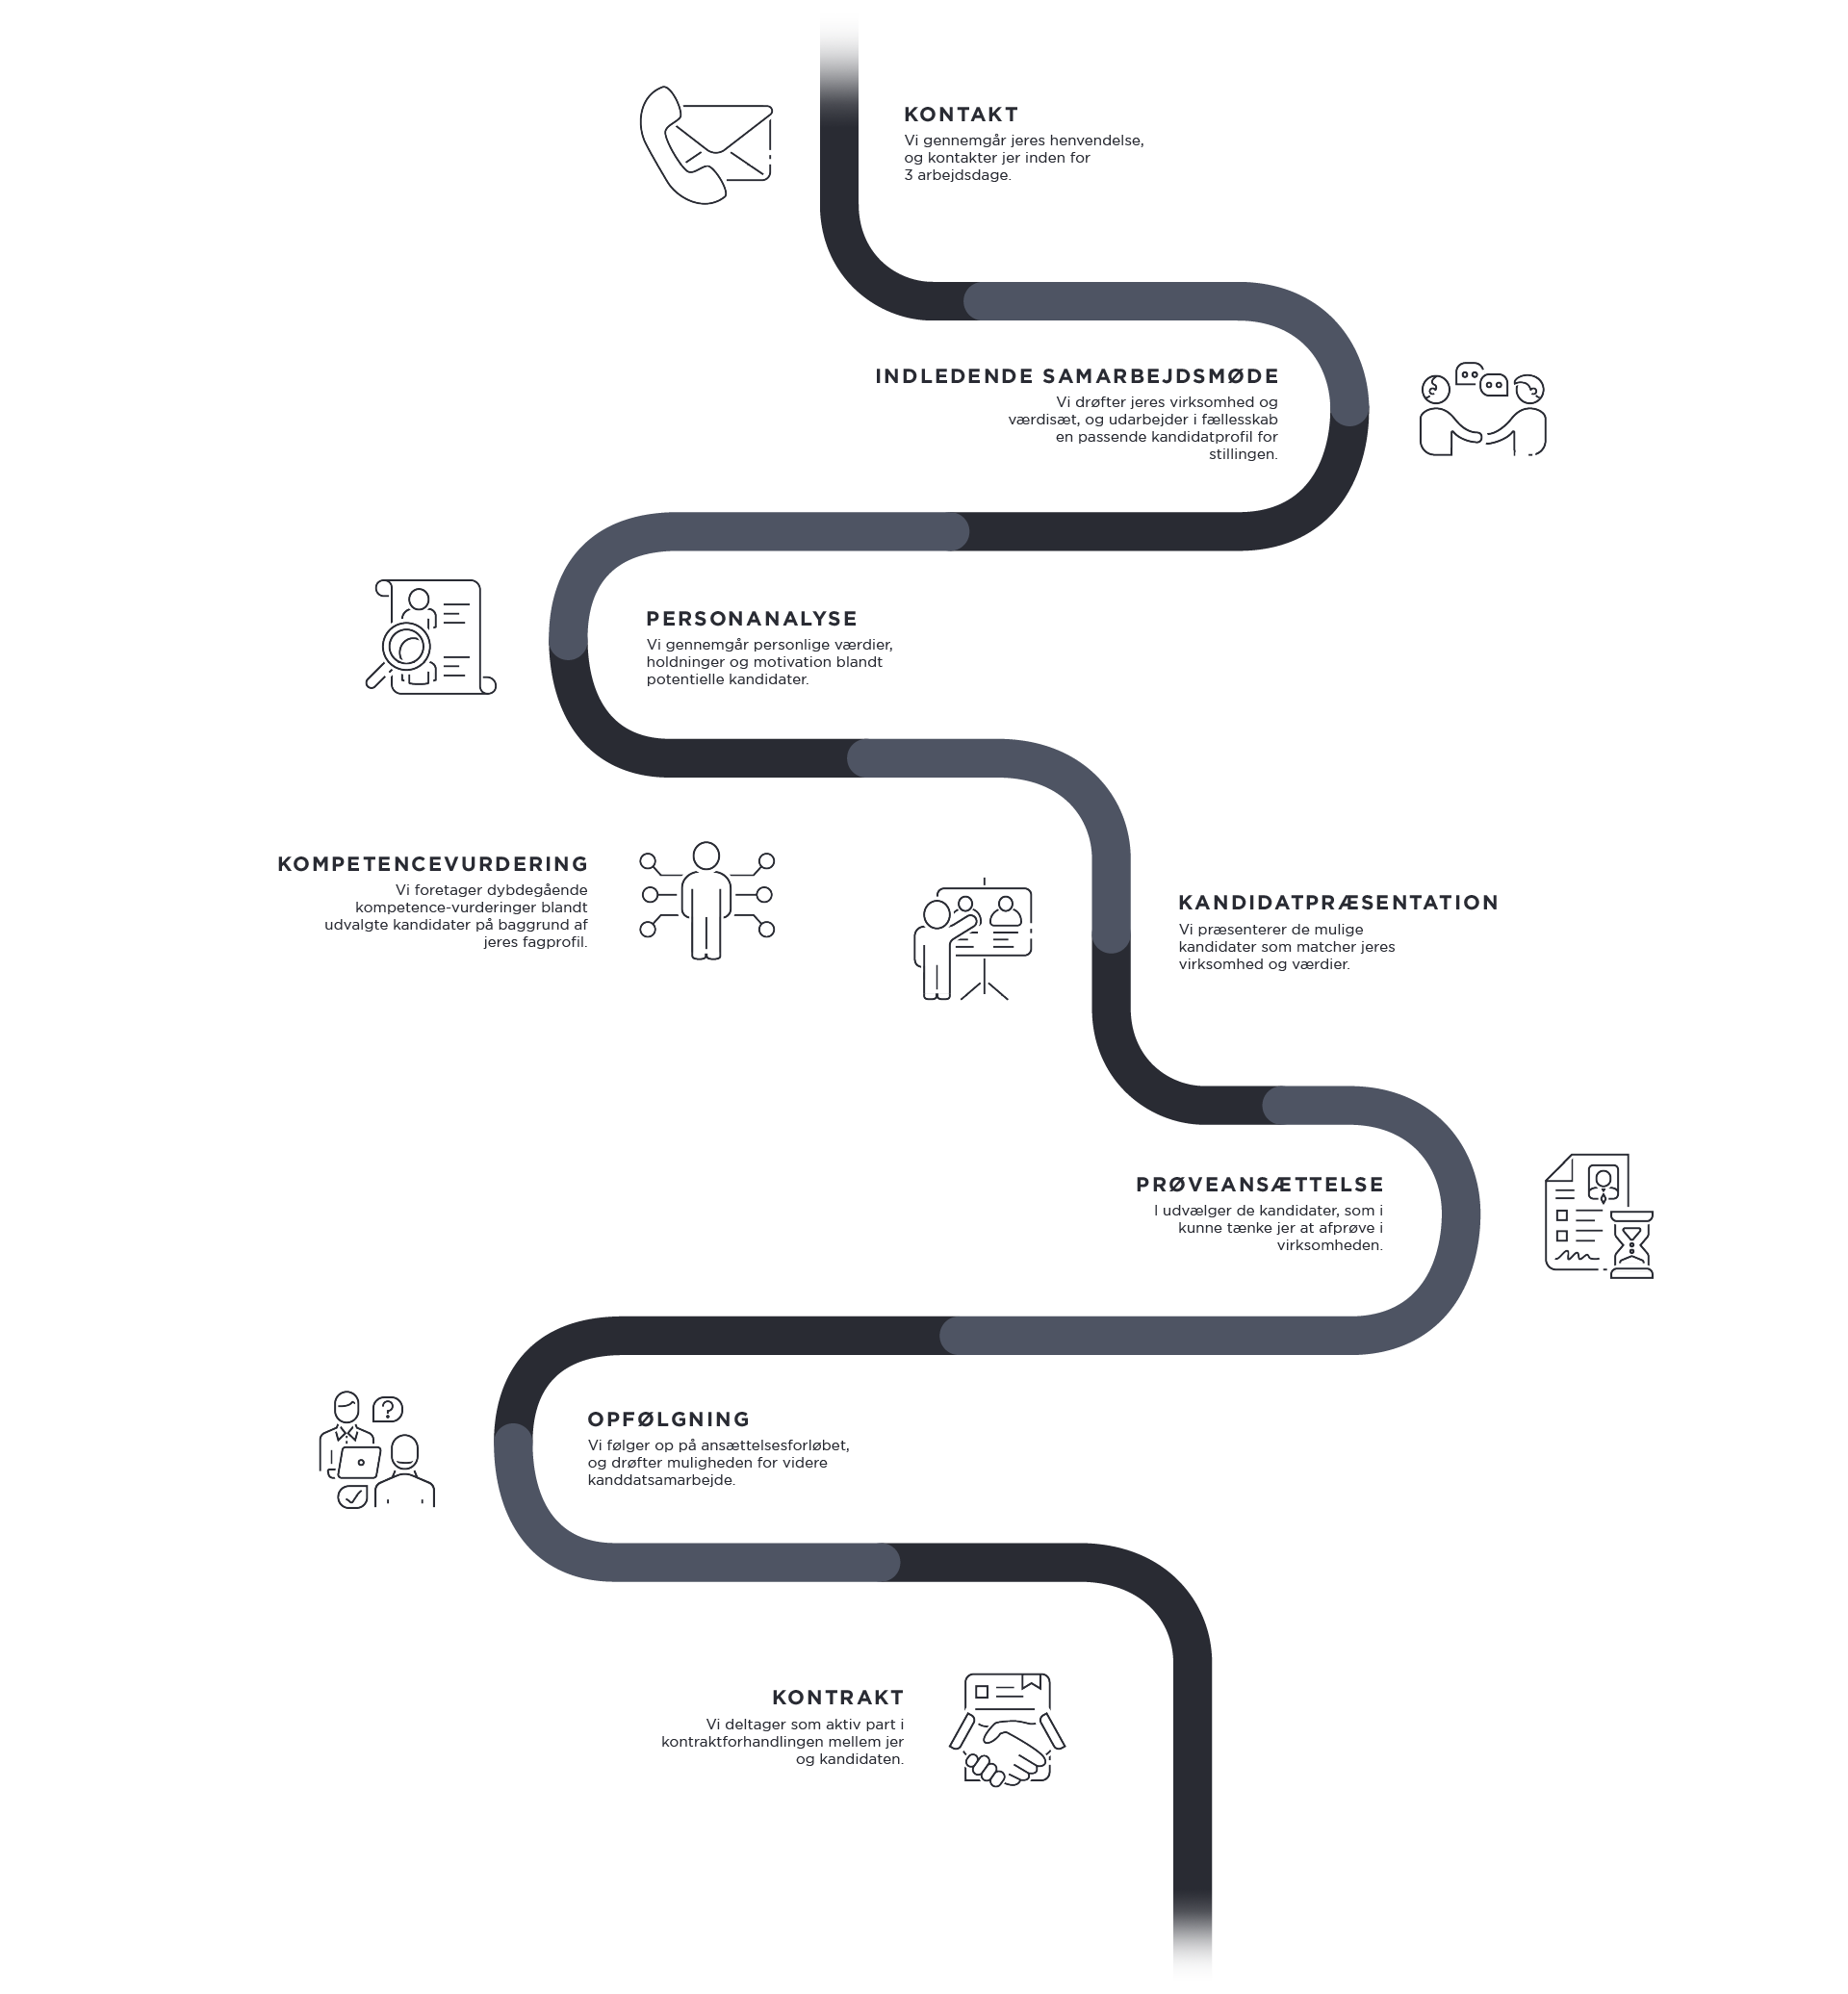 KONTAKT
Vi gennemgår jeres henvendelse,
og kontakter jer inden for
3 arbejdsdage.
INDLEDENDE SAMARBEJDSMØDE
Vi drøfter jeres virksomhed og
værdisæt, og udarbejder i fællesskab
en passende kandidatprofil for
stillingen.
PERSONANALYSE
Vi gennemgår personlige værdier,
holdninger og motivation blandt
potentielle kandidater.
KOMPETENCEVURDERING
Vi foretager dybdegående
kompetence-vurderinger blandt
udvalgte kandidater på baggrund af
jeres fagprofil.
KANDIDATPRÆSENTATION
Vi præsenterer de mulige
kandidater som matcher jeres
virksomhed og værdier.
PRØVEANSÆTTELSE
I udvælger de kandidater, som i
kunne tænke jer at afprøve i
virksomheden.
OPFØLGNING
Vi følger op på ansættelsesforløbet,
og drøfter muligheden for videre
kanddatsamarbejde.
KONTRAKT
Vi deltager som aktiv part i
kontraktforhandlingen mellem jer
og kandidaten.